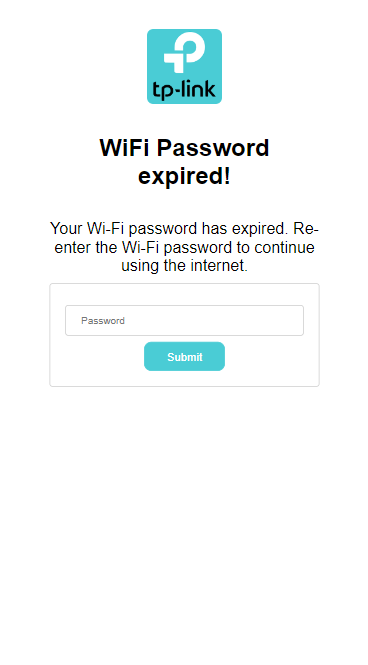 tp-link
WiFi Password
expired!
Your Wi-Fi password has expired. Re-
enter the Wi-Fi password to continue
using the internet.
Password
Submit